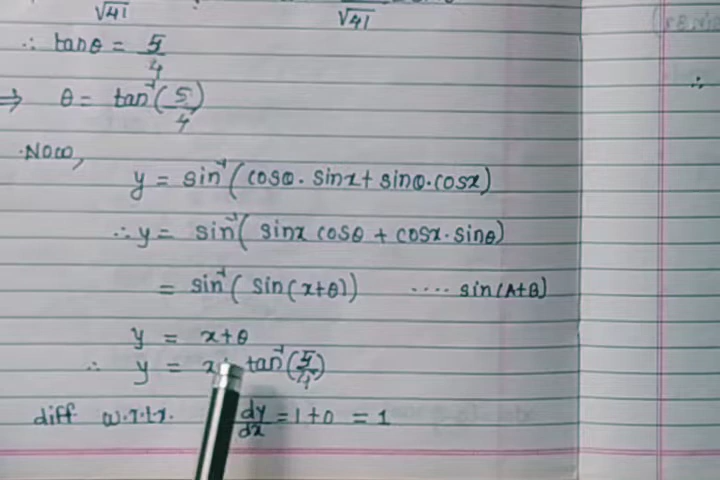 √41 √41
∴ tanθ = 5/4
⇒ θ = tan⁻¹(5/4)
Now,
y = sin⁻¹(cosθ. sinx + sinθ.cosx)
∴ y = sin⁻¹( sinx cosθ + cosx. sinθ)
= sin⁻¹( sin(x+θ)) .... sin(A+B)
y = x+θ
∴ y = x+ tan⁻¹(5/4)
diff w.r.t.x. dy/dx = 1+0 = 1